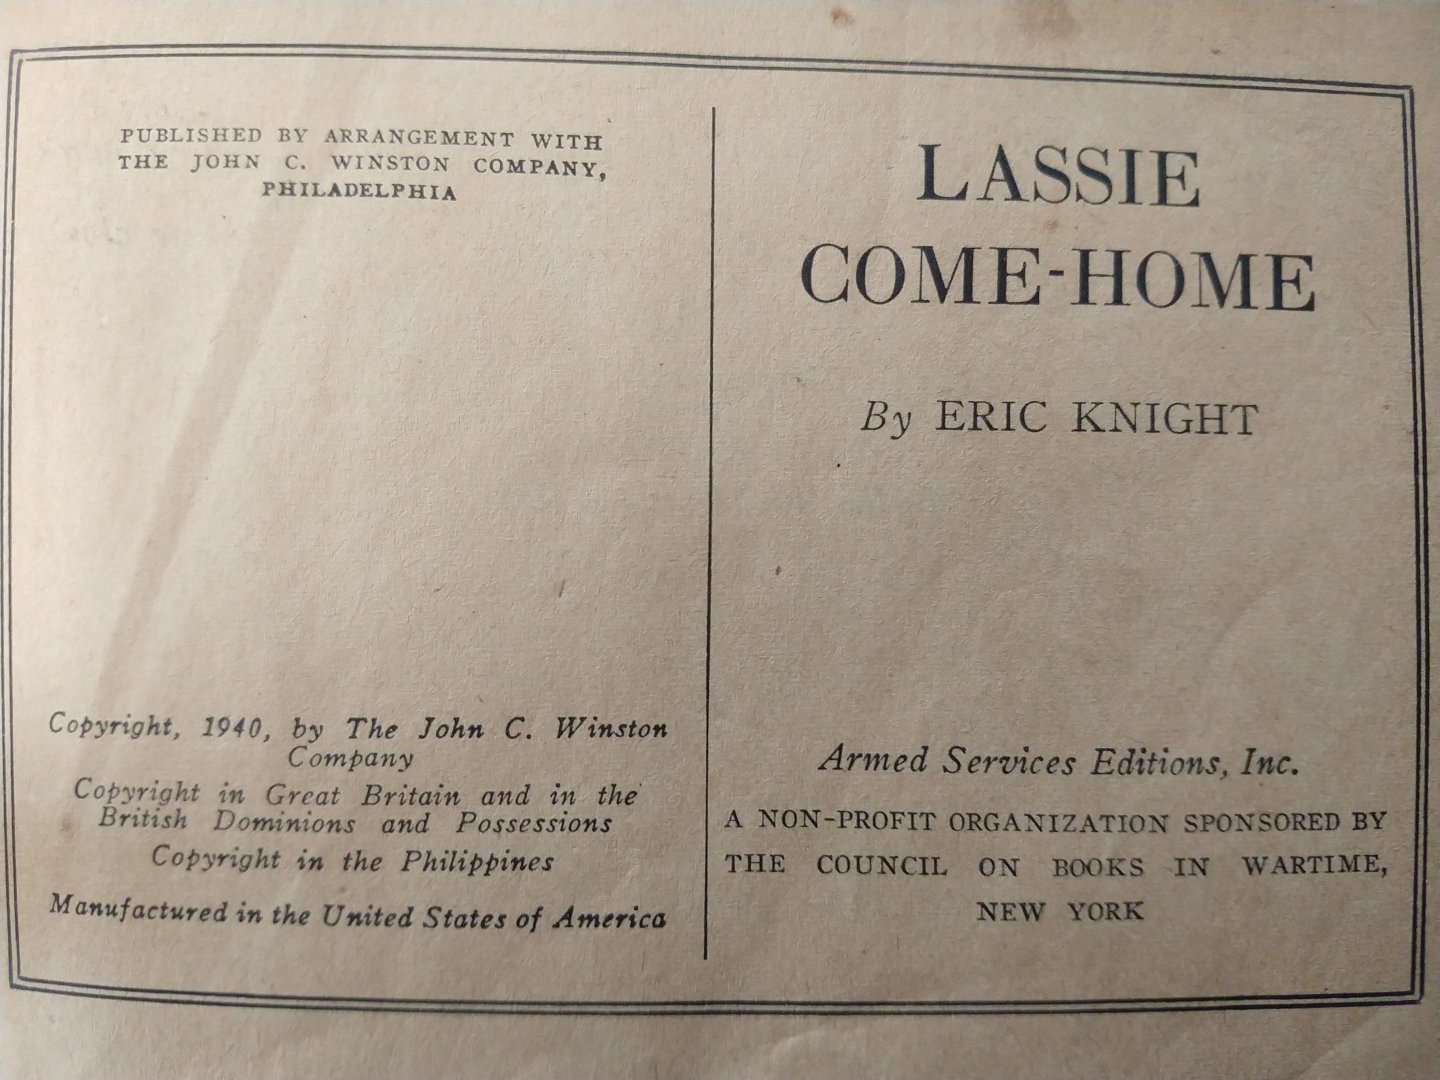 PUBLISHED BY ARRANGEMENT WITH
THE JOHN C. WINSTON COMPANY,
PHILADELPHIA
Copyright, 1940, by The John C. Winston
Company
Copyright in Great Britain and in the
British Dominions and Possessions
Copyright in the Philippines
Manufactured in the United States of America
LASSIE
COME-HOME
By ERIC KNIGHT
Armed Services Editions, Inc.
A NON-PROFIT ORGANIZATION SPONSORED BY
THE COUNCIL ON BOOKS IN WARTIME,
NEW YORK